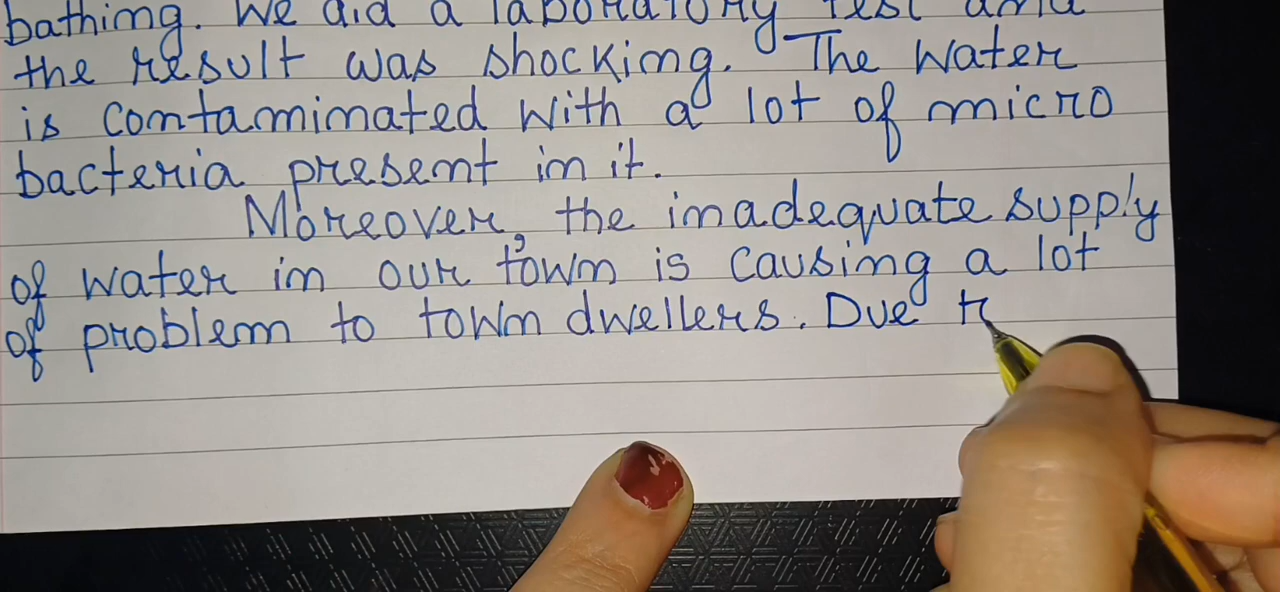 bathing. We did a laboratory test and
the result was shocking. The water
is contaminated with a lot of micro
bacteria present in it.
Moreover, the inadequate supply
of water in our town is causing a lot
of problem to town dwellers. Due t